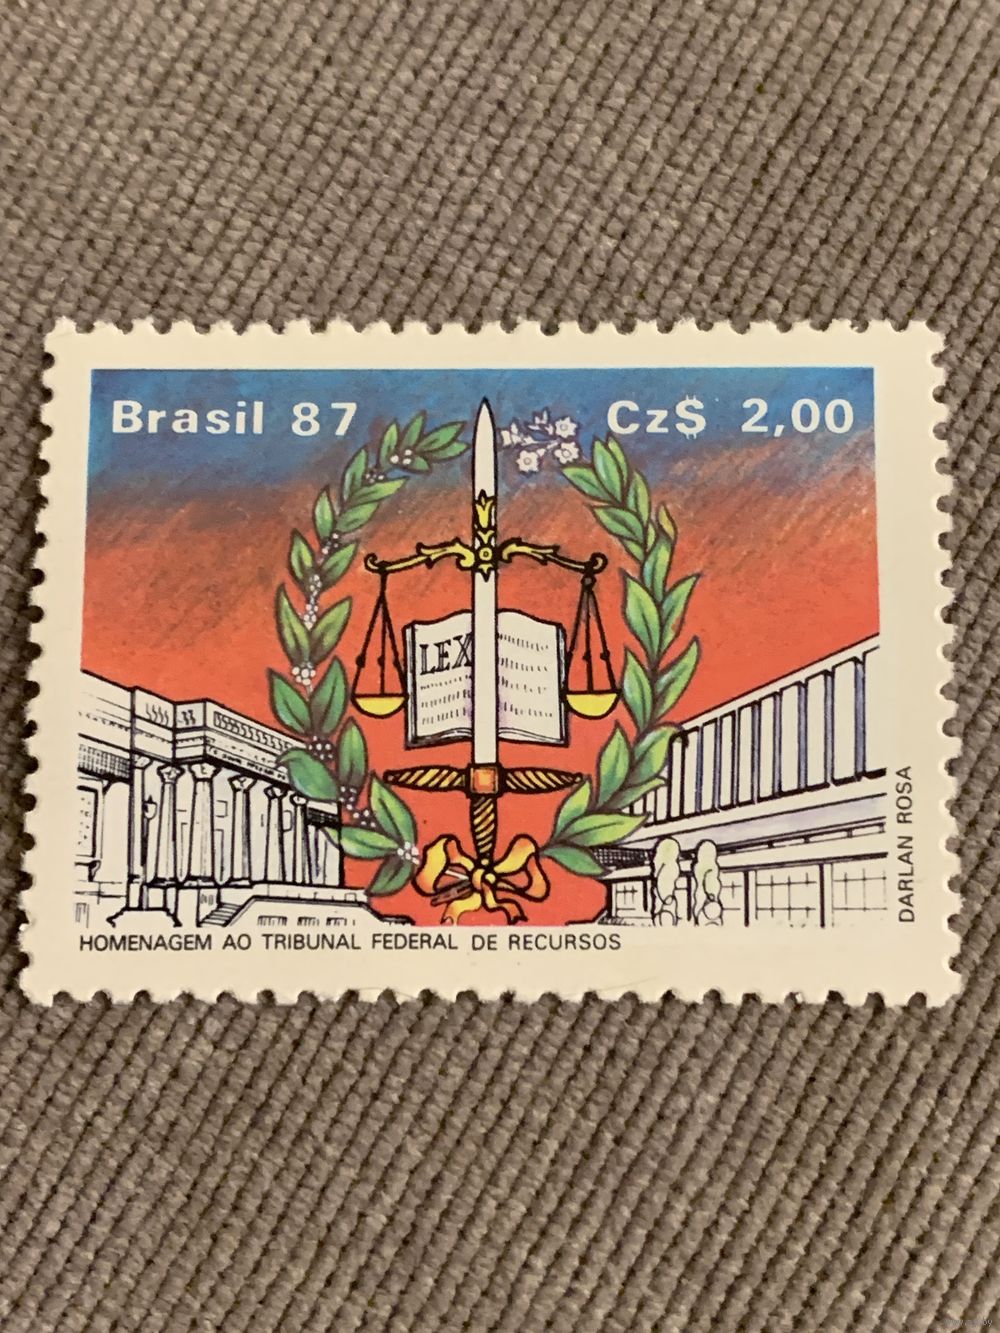 Brasil 87
Cz$ 2,00
LEX
HOMENAGEM AO TRIBUNAL FEDERAL DE RECURSOS
DARLAN ROSA